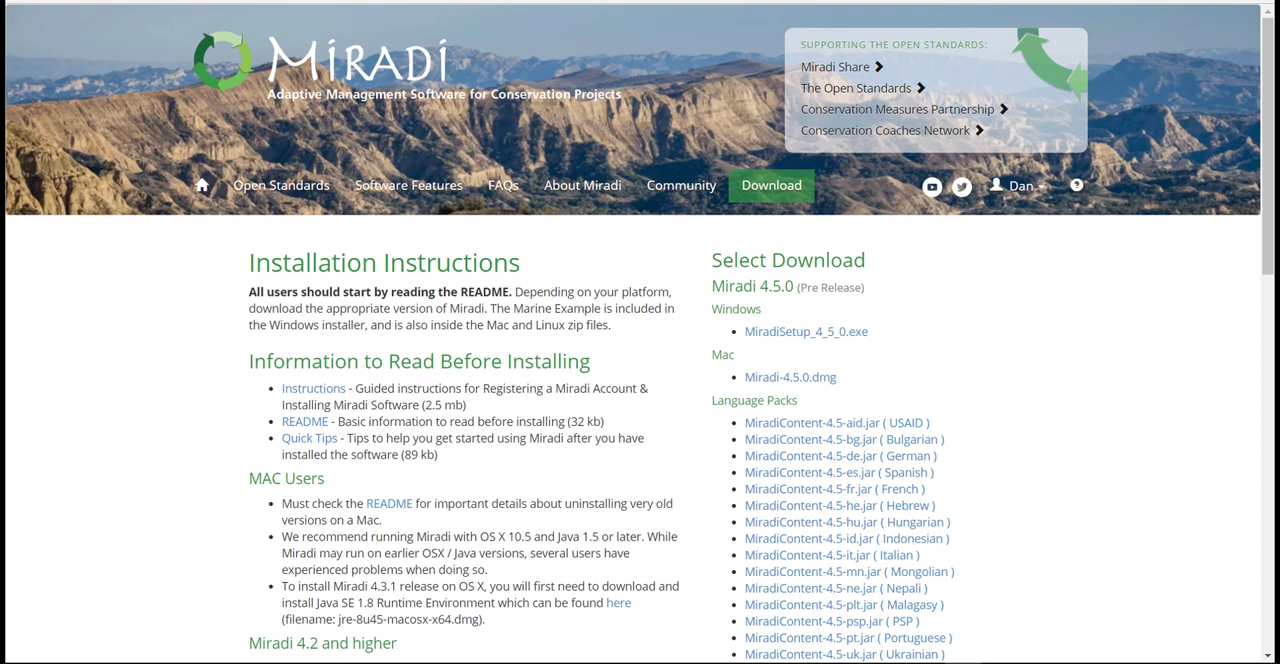 MiRADi
Adaptive Management Software for Conservation Projects
SUPPORTING THE OPEN STANDARDS:
Miradi Share
The Open Standards
Conservation Measures Partnership
Conservation Coaches Network
Open Standards Software Features FAQs About Miradi Community Download Dan
Installation Instructions
All users should start by reading the README. Depending on your platform,
download the appropriate version of Miradi. The Marine Example is included in
the Windows installer, and is also inside the Mac and Linux zip files.
Information to Read Before Installing
Instructions - Guided instructions for Registering a Miradi Account &
Installing Miradi Software (2.5 mb)
README - Basic information to read before installing (32 kb)
Quick Tips - Tips to help you get started using Miradi after you have
installed the software (89 kb)
MAC Users
Must check the README for important details about uninstalling very old
versions on a Mac.
We recommend running Miradi with OS X 10.5 and Java 1.5 or later. While
Miradi may run on earlier OSX / Java versions, several users have
experienced problems when doing so.
To install Miradi 4.3.1 release on OS X, you will first need to download and
install Java SE 1.8 Runtime Environment which can be found here
(filename: jre-8u45-macosx-x64.dmg).
Miradi 4.2 and higher
Select Download
Miradi 4.5.0 (Pre Release)
Windows
MiradiSetup_4_5_0.exe
Mac
Miradi-4.5.0.dmg
Language Packs
MiradiContent-4.5-aid.jar ( USAID )
MiradiContent-4.5-bg.jar ( Bulgarian )
MiradiContent-4.5-de.jar ( German )
MiradiContent-4.5-es.jar ( Spanish )
MiradiContent-4.5-fr.jar ( French )
MiradiContent-4.5-he.jar ( Hebrew )
MiradiContent-4.5-hu.jar ( Hungarian )
MiradiContent-4.5-id.jar ( Indonesian )
MiradiContent-4.5-it.jar ( Italian )
MiradiContent-4.5-mn.jar ( Mongolian )
MiradiContent-4.5-ne.jar ( Nepali )
MiradiContent-4.5-plt.jar ( Malagasy )
MiradiContent-4.5-psp.jar ( PSP )
MiradiContent-4.5-pt.jar ( Portuguese )
MiradiContent-4.5-uk.jar ( Ukrainian )